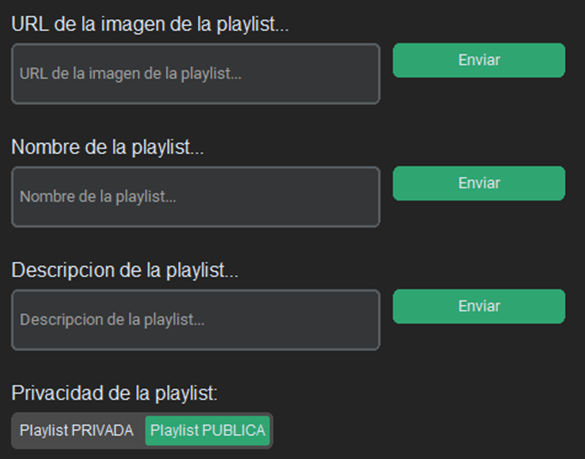 URL de la imagen de la playlist...
URL de la imagen de la playlist...
Enviar
Nombre de la playlist...
Nombre de la playlist...
Enviar
Descripcion de la playlist...
Descripcion de la playlist...
Enviar
Privacidad de la playlist:
Playlist PRIVADA Playlist PUBLICA